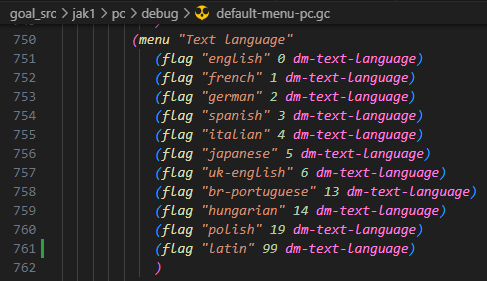 goal_src > jak1 > pc > debug > default-menu-pc.gc
750 (menu "Text language"
751 (flag "english" 0 dm-text-language)
752 (flag "french" 1 dm-text-language)
753 (flag "german" 2 dm-text-language)
754 (flag "spanish" 3 dm-text-language)
755 (flag "italian" 4 dm-text-language)
756 (flag "japanese" 5 dm-text-language)
757 (flag "uk-english" 6 dm-text-language)
758 (flag "br-portuguese" 13 dm-text-language)
759 (flag "hungarian" 14 dm-text-language)
760 (flag "polish" 19 dm-text-language)
761 (flag "latin" 99 dm-text-language)
762 )